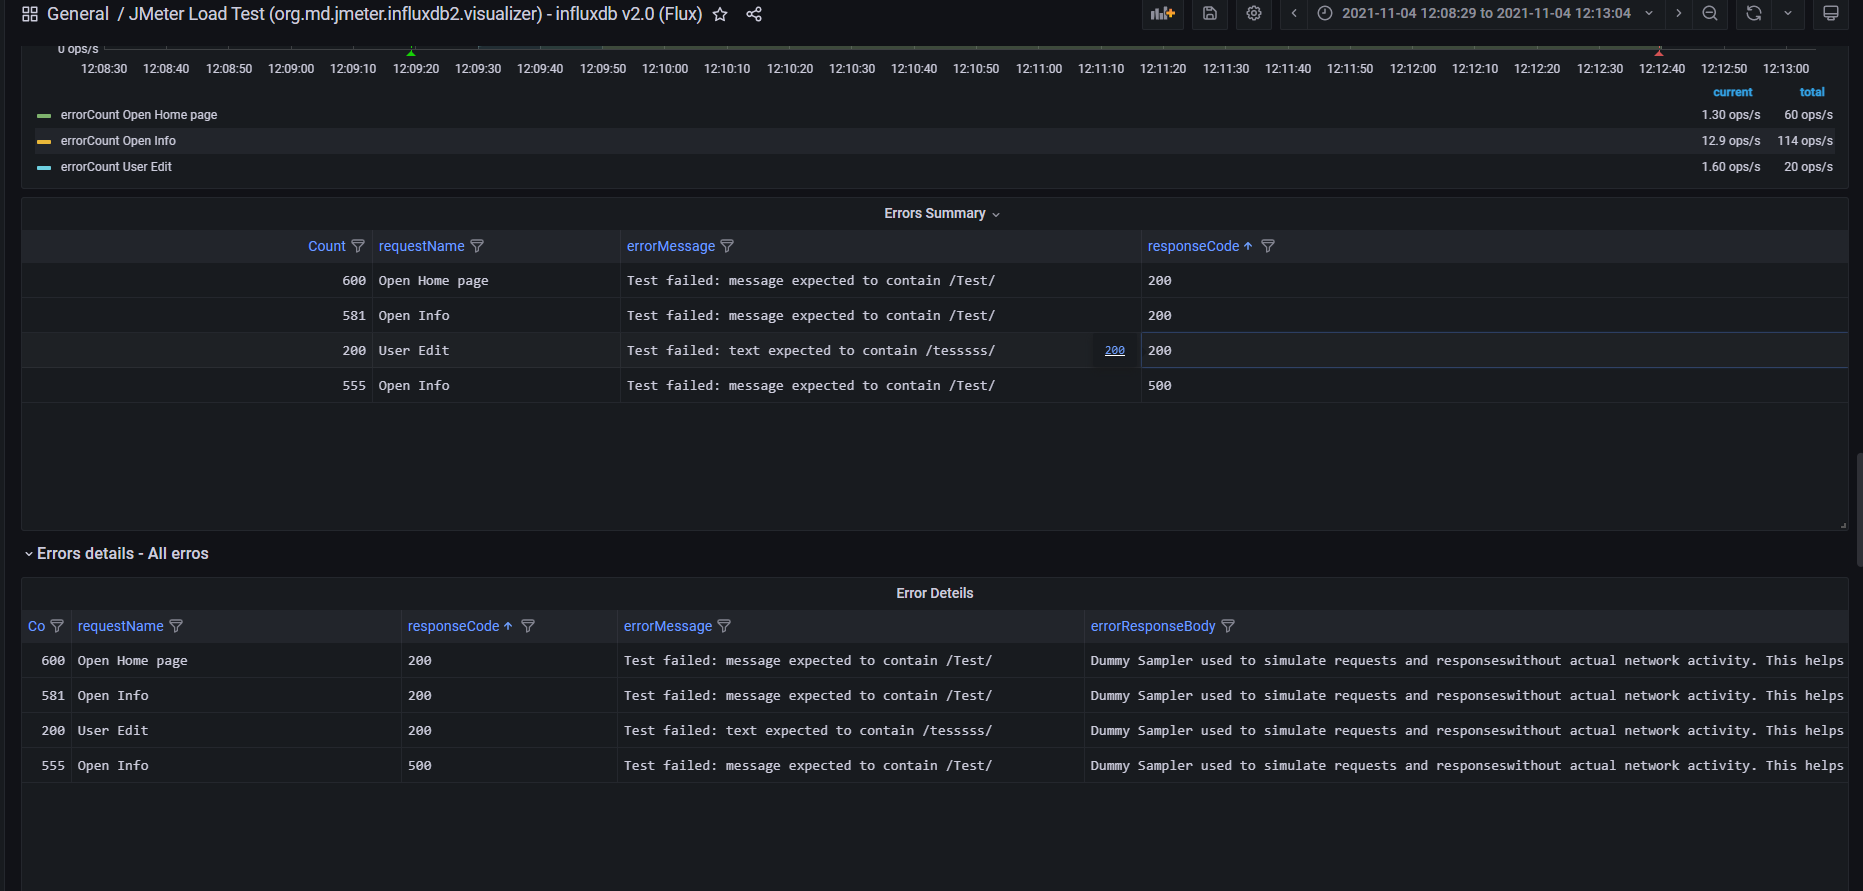 General / JMeter Load Test (org.md.jmeter.influxdb2.visualizer) - influxdb v2.0 (Flux) 2021-11-04 12:08:29 to 2021-11-04 12:13:04
0 ops/s
12:08:30 12:08:40 12:08:50 12:09:00 12:09:10 12:09:20 12:09:30 12:09:40 12:09:50 12:10:00 12:10:10 12:10:20 12:10:30 12:10:40 12:10:50 12:11:00 12:11:10 12:11:20 12:11:30 12:11:40 12:11:50 12:12:00 12:12:10 12:12:20 12:12:30 12:12:40 12:12:50 12:13:00
current total
errorCount Open Home page 1.30 ops/s 60 ops/s
errorCount Open Info 12.9 ops/s 114 ops/s
errorCount User Edit 1.60 ops/s 20 ops/s
Errors Summary
Count requestName errorMessage responseCode
600 Open Home page Test failed: message expected to contain /Test/ 200
581 Open Info Test failed: message expected to contain /Test/ 200
200 User Edit Test failed: text expected to contain /tesssss/ 200 200
555 Open Info Test failed: message expected to contain /Test/ 500
Errors details - All erros
Error Deteils
Co requestName responseCode errorMessage errorResponseBody
600 Open Home page 200 Test failed: message expected to contain /Test/ Dummy Sampler used to simulate requests and responseswithout actual network activity. This helps
581 Open Info 200 Test failed: message expected to contain /Test/ Dummy Sampler used to simulate requests and responseswithout actual network activity. This helps
200 User Edit 200 Test failed: text expected to contain /tesssss/ Dummy Sampler used to simulate requests and responseswithout actual network activity. This helps
555 Open Info 500 Test failed: message expected to contain /Test/ Dummy Sampler used to simulate requests and responseswithout actual network activity. This helps